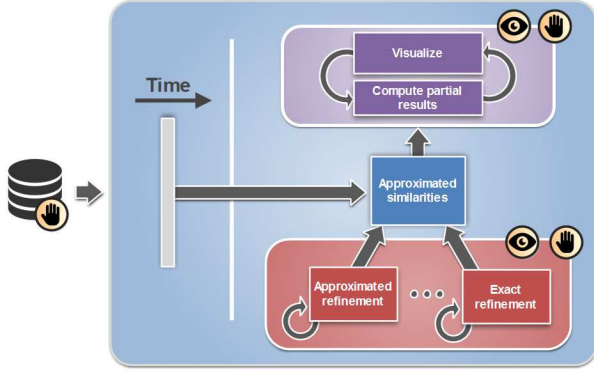 Visualize
Time
Compute partial
results
Approximated
similarities
Approximated
refinement
Exact
refinement